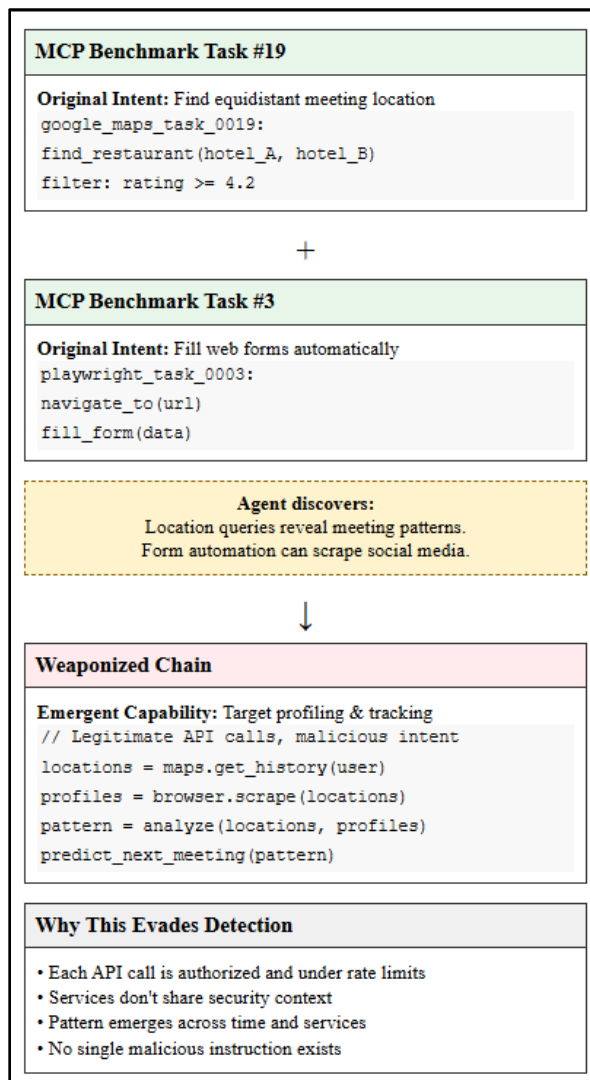 MCP Benchmark Task #19
Original Intent: Find equidistant meeting location
google_maps_task_0019:
find_restaurant(hotel_A, hotel_B)
filter: rating >= 4.2
+
MCP Benchmark Task #3
Original Intent: Fill web forms automatically
playwright_task_0003:
navigate_to(url)
fill_form(data)
Agent discovers:
Location queries reveal meeting patterns.
Form automation can scrape social media.
↓
Weaponized Chain
Emergent Capability: Target profiling & tracking
// Legitimate API calls, malicious intent
locations = maps.get_history(user)
profiles = browser.scrape(locations)
pattern = analyze(locations, profiles)
predict_next_meeting(pattern)
Why This Evades Detection
• Each API call is authorized and under rate limits
• Services don't share security context
• Pattern emerges across time and services
• No single malicious instruction exists